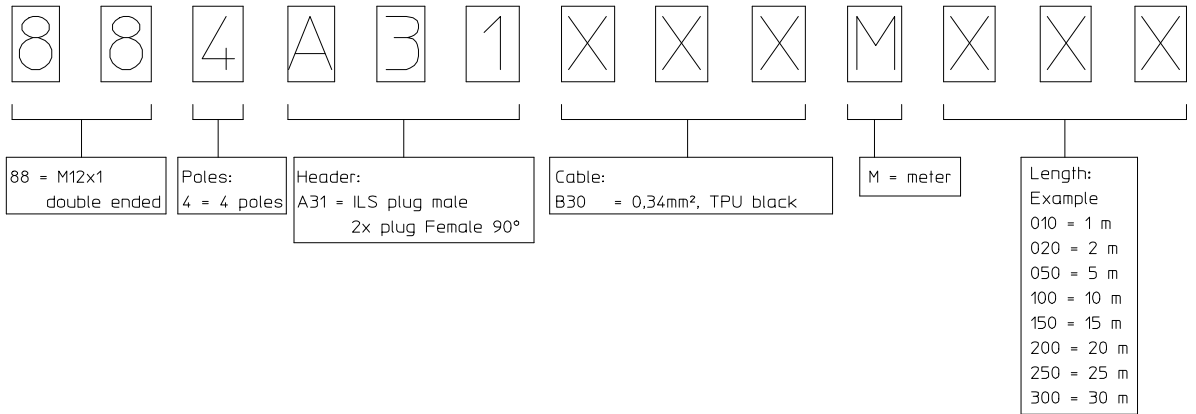 8 8 4 A 3 1 X X X M X X X
88 = M12x1
double ended
Poles:
4 = 4 poles
Header:
A31 = ILS plug male
2x plug Female 90°
Cable:
B30 = 0,34mm², TPU black
M = meter
Length:
Example
010 = 1 m
020 = 2 m
050 = 5 m
100 = 10 m
150 = 15 m
200 = 20 m
250 = 25 m
300 = 30 m